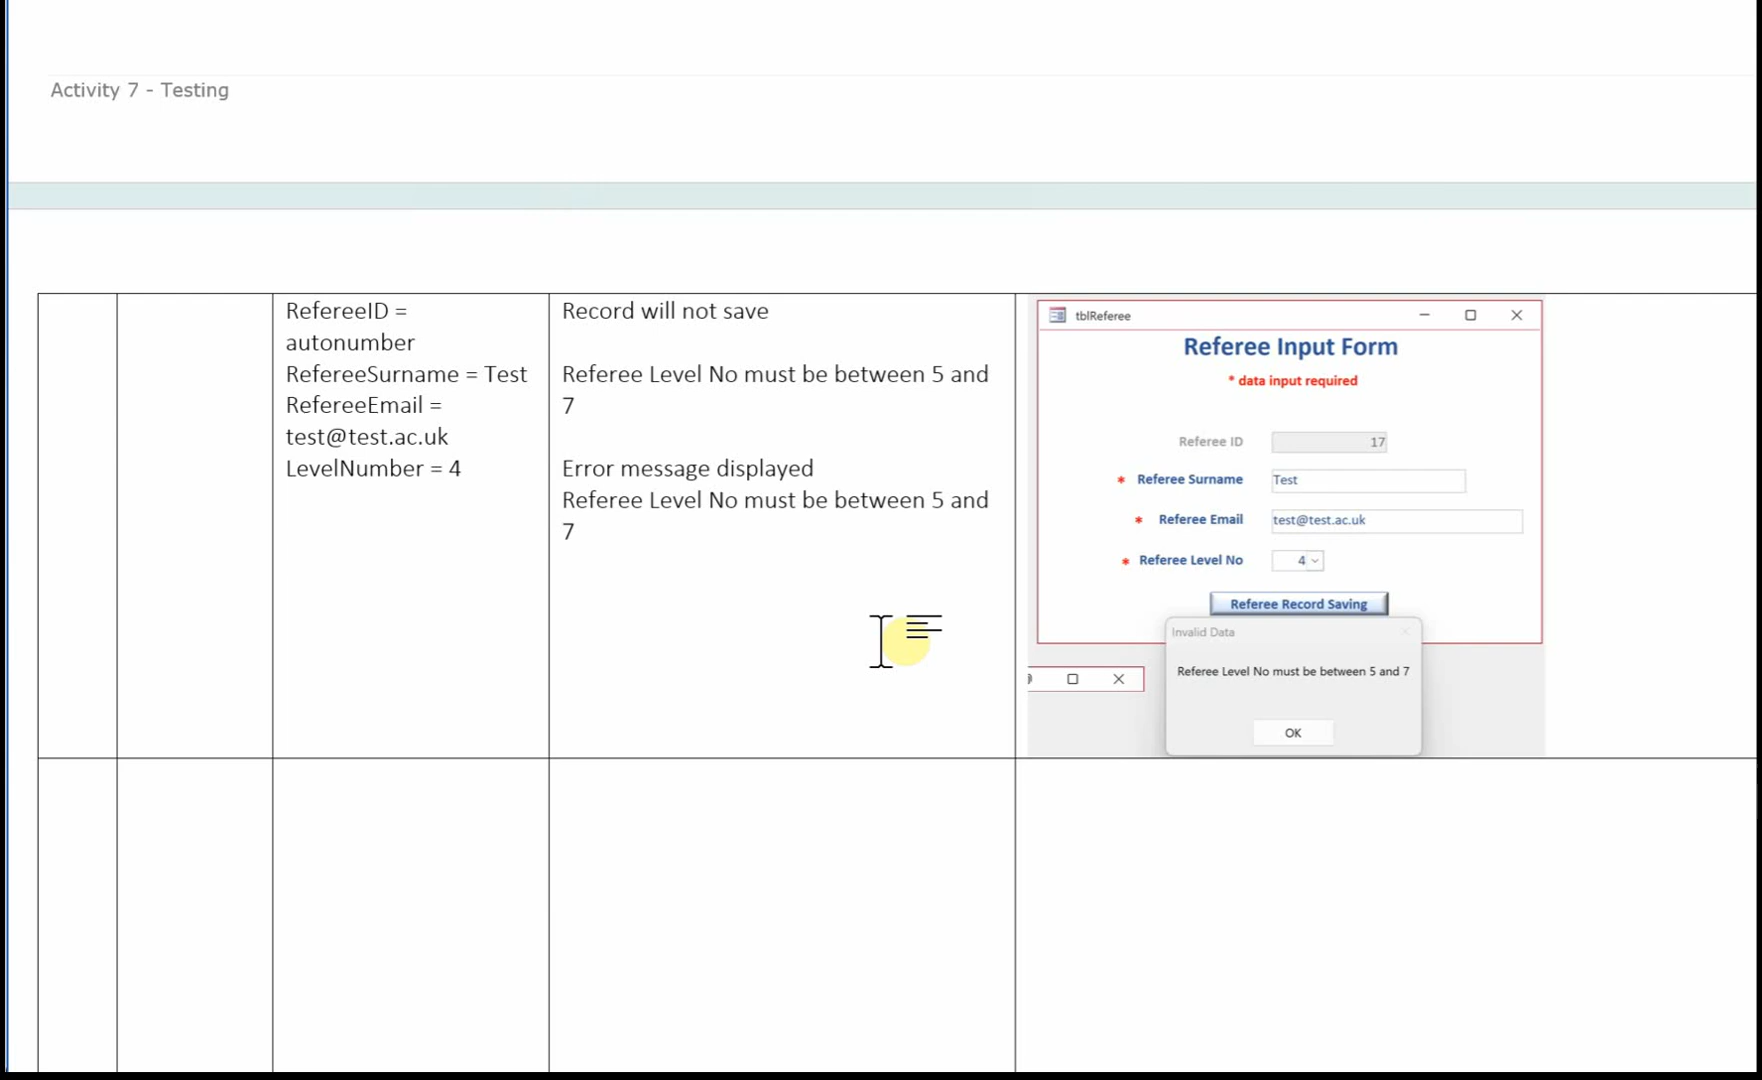 Activity 7 - Testing
RefereeID =
autonumber
RefereeSurname = Test
RefereeEmail =
test@test.ac.uk
LevelNumber = 4
Record will not save
Referee Level No must be between 5 and
7
Error message displayed
Referee Level No must be between 5 and
7
tblReferee
Referee Input Form
* data input required
Referee ID 17
* Referee Surname Test
* Referee Email test@test.ac.uk
* Referee Level No 4
Referee Record Saving
Invalid Data
Referee Level No must be between 5 and 7
OK